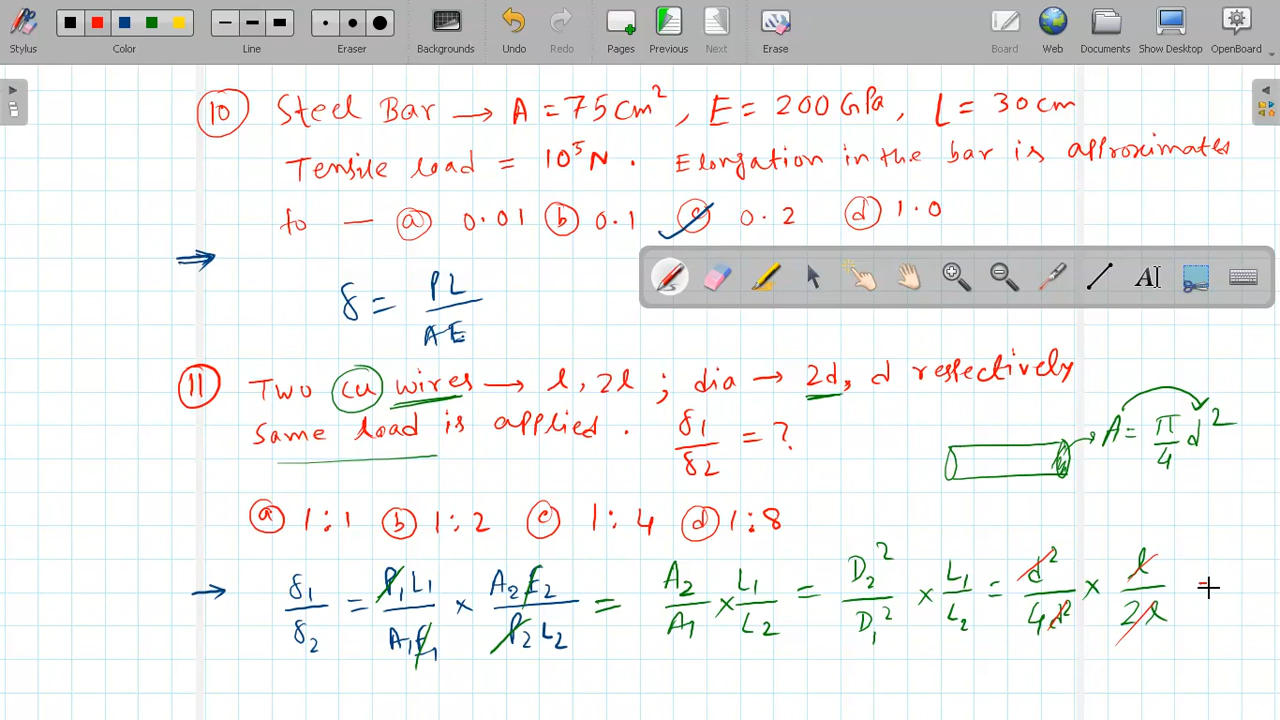 Stylus Color Line Eraser Backgrounds Undo Redo Pages Previous Next Erase Board Web Documents Show Desktop OpenBoard
10 Steel Bar → A = 75 cm², E = 200 GPa, L = 30 cm
Tensile load = 10⁵ N. Elongation in the bar is approximates
to — (a) 0.01 (b) 0.1 (c) 0.2 (d) 1.0
⇒
δ = PL / AE
11 Two cu wires → l, 2l ; dia → 2d, d resfectively
same load is applied. δ1 / δ2 = ?
A = π/4 d²
(a) 1:1 (b) 1:2 (c) 1:4 (d) 1:8
→ δ1/δ2 = P1L1/A1E1 × A2E2/P2L2 = A2/A1 × L1/L2 = D2²/D1² × L1/L2 = d²/4d² × l/2l =